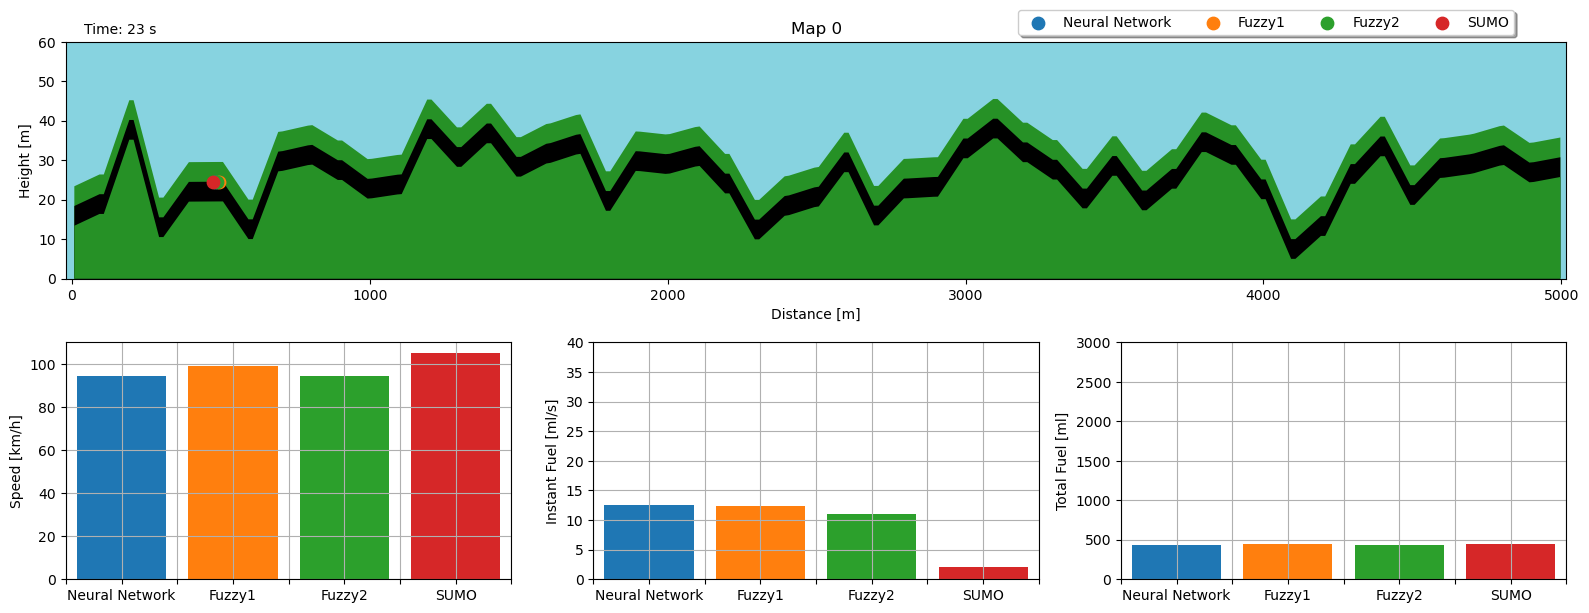 Time: 23 s
Map 0
Neural Network Fuzzy1 Fuzzy2 SUMO
Height [m]
60
50
40
30
20
10
0
0 1000 2000 3000 4000 5000
Distance [m]
Speed [km/h]
100
80
60
40
20
0
Neural Network Fuzzy1 Fuzzy2 SUMO
Instant Fuel [ml/s]
40
35
30
25
20
15
10
5
0
Neural Network Fuzzy1 Fuzzy2 SUMO
Total Fuel [ml]
3000
2500
2000
1500
1000
500
0
Neural Network Fuzzy1 Fuzzy2 SUMO